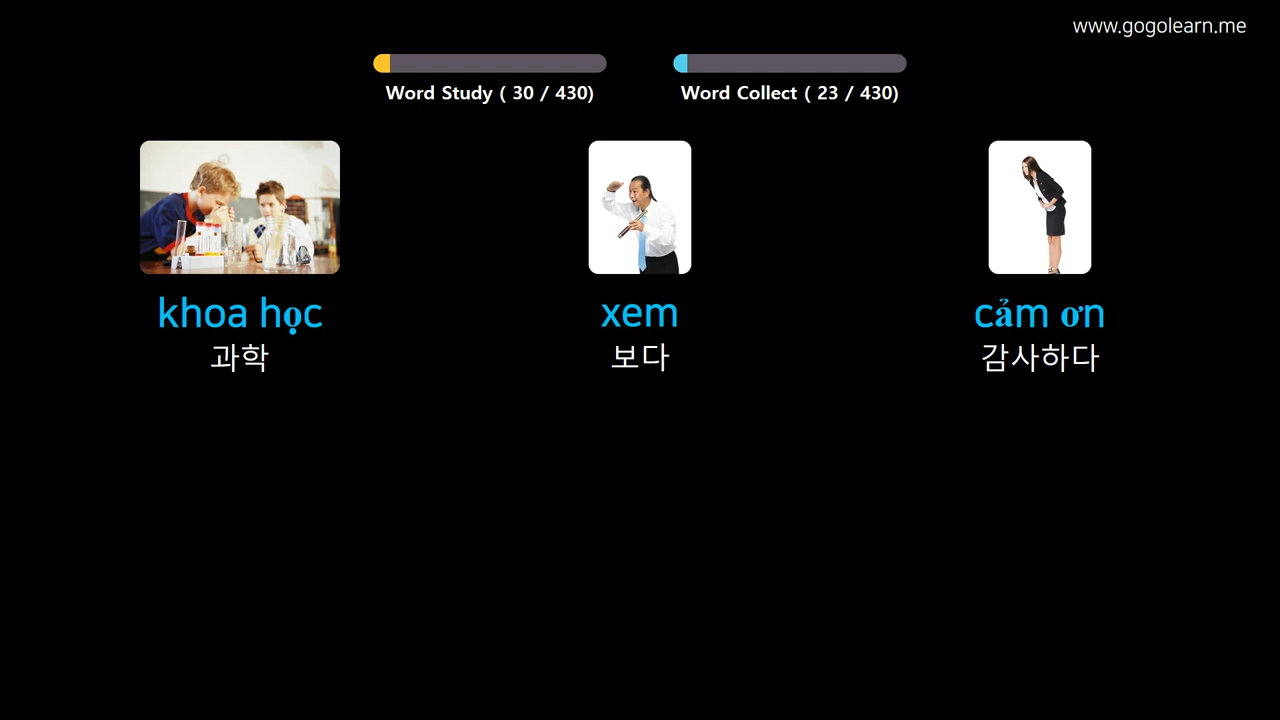 www.gogolearn.me
Word Study ( 30 / 430)
Word Collect ( 23 / 430)
khoa học
과학
xem
보다
cảm ơn
감사하다